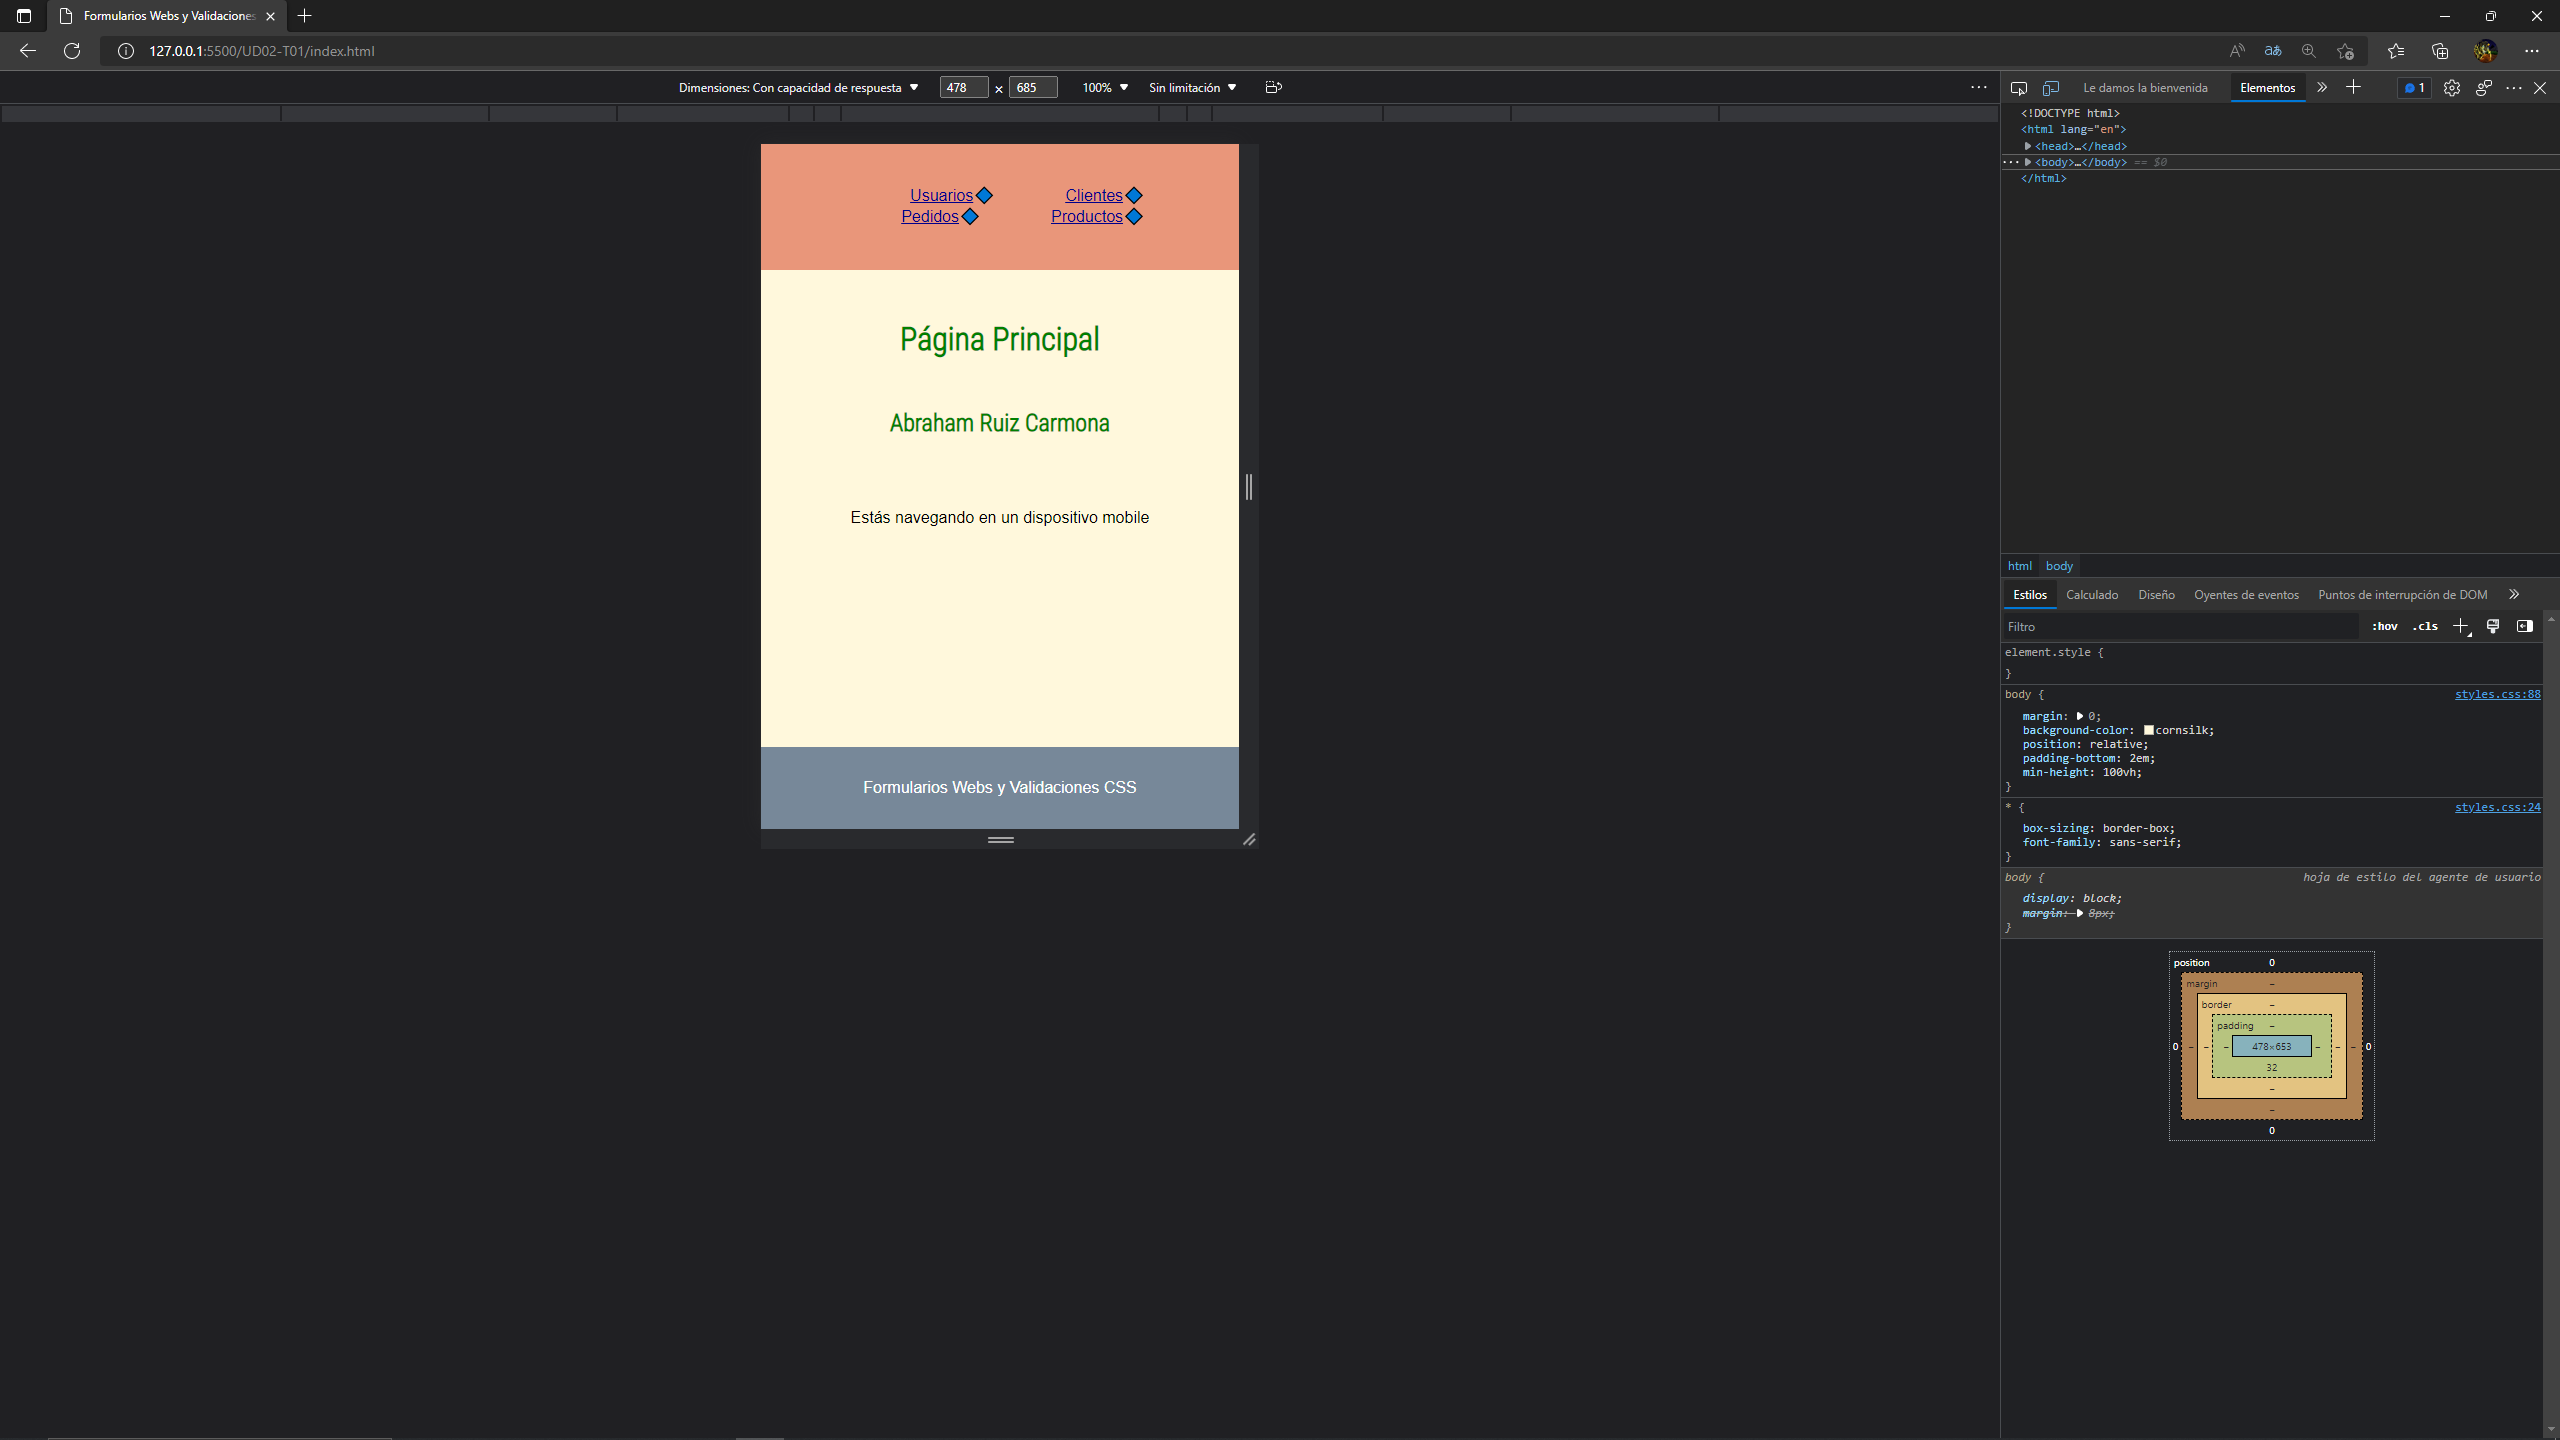 Formularios Webs y Validaciones
127.0.0.1:5500/UD02-T01/index.html
Dimensiones: Con capacidad de respuesta ▼ 478 × 685 100% ▼ Sin limitación ▼
Usuarios Clientes
Pedidos Productos
Página Principal
Abraham Ruiz Carmona
Estás navegando en un dispositivo mobile
Formularios Webs y Validaciones CSS
Le damos la bienvenida Elementos 1
<!DOCTYPE html>
<html lang="en">
<head>…</head>
<body>…</body> == $0
</html>
html body
Estilos Calculado Diseño Oyentes de eventos Puntos de interrupción de DOM
Filtro :hov .cls
element.style {
}
body { styles.css:88
margin: 0;
background-color: cornsilk;
position: relative;
padding-bottom: 2em;
min-height: 100vh;
}
* { styles.css:24
box-sizing: border-box;
font-family: sans-serif;
}
body { hoja de estilo del agente de usuario
display: block;
margin: 8px;
}
position 0
margin –
border –
padding –
0 – – – 478×653 – – – 0
32
–
–
0